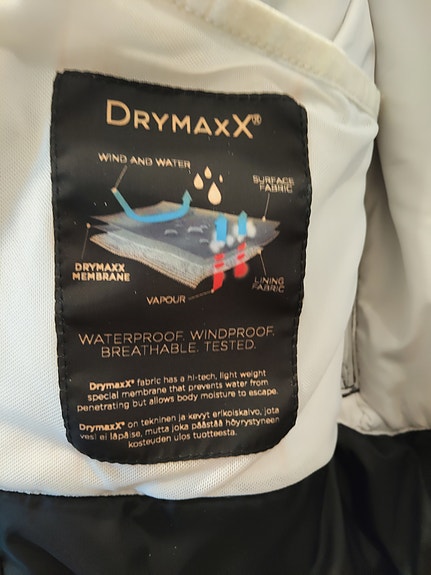 DRYMAXX®
WIND AND WATER
SURFACE
FABRIC
DRYMAXX
MEMBRANE
LINING
FABRIC
VAPOUR
WATERPROOF. WINDPROOF.
BREATHABLE. TESTED.
DrymaxX® fabric has a hi-tech, light weight
special membrane that prevents water from
penetrating but allows body moisture to escape.
DrymaxX® on tekninen ja kevyt erikoiskalvo, jota
vesi ei läpäise, mutta joka päästää höyrystyneen
kosteuden ulos tuotteesta.